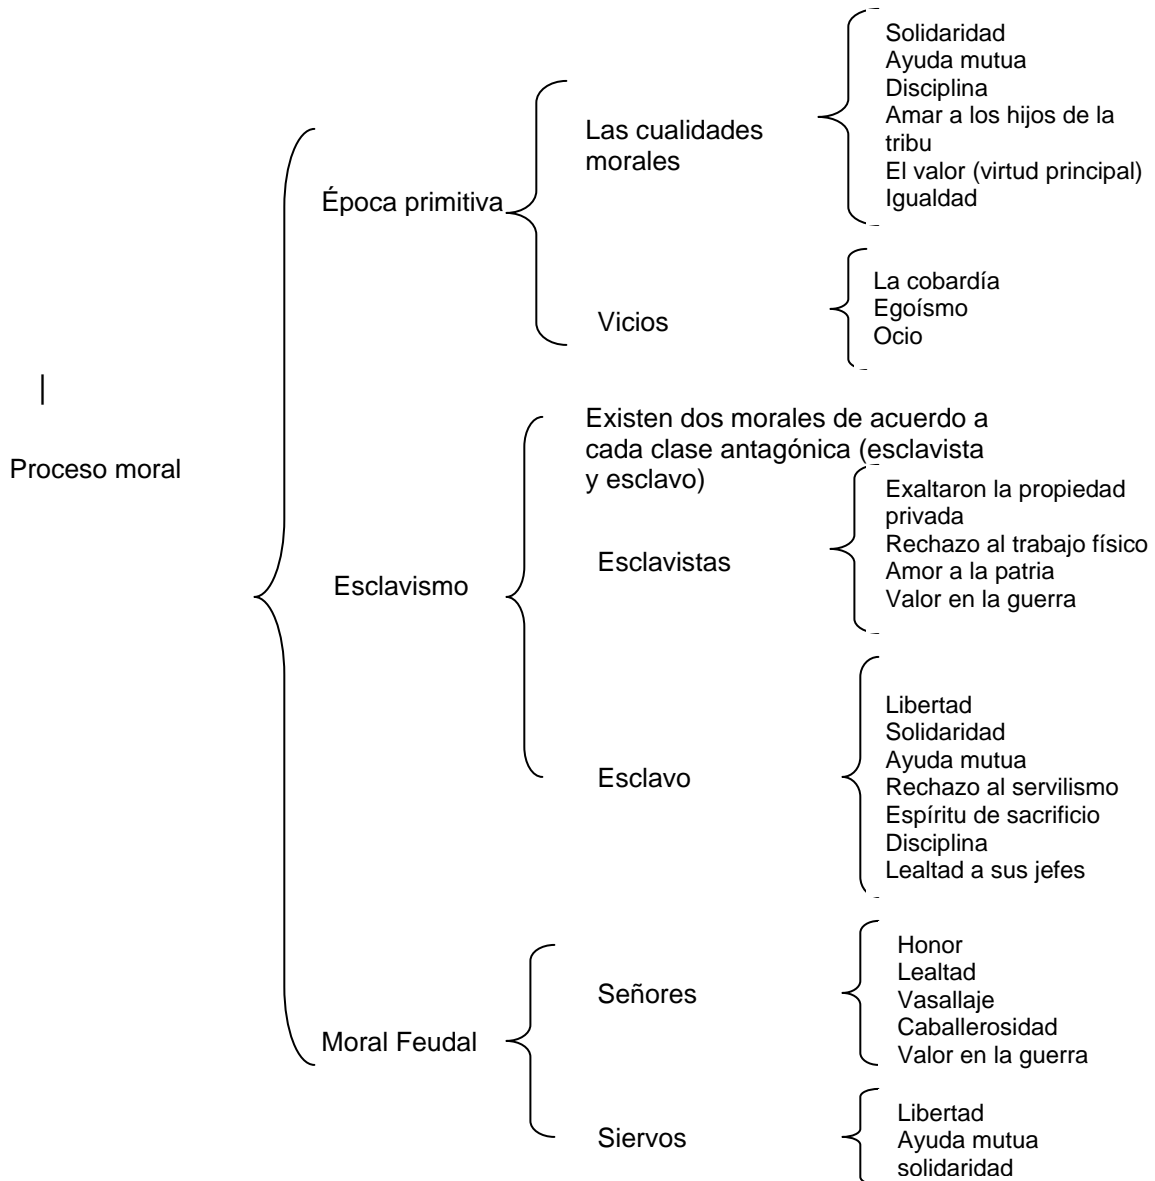 Proceso moral
Época primitiva
Las cualidades
morales
Solidaridad
Ayuda mutua
Disciplina
Amar a los hijos de la
tribu
El valor (virtud principal)
Igualdad
Vicios
La cobardía
Egoísmo
Ocio
Esclavismo
Existen dos morales de acuerdo a
cada clase antagónica (esclavista
y esclavo)
Esclavistas
Exaltaron la propiedad
privada
Rechazo al trabajo físico
Amor a la patria
Valor en la guerra
Esclavo
Libertad
Solidaridad
Ayuda mutua
Rechazo al servilismo
Espíritu de sacrificio
Disciplina
Lealtad a sus jefes
Moral Feudal
Señores
Honor
Lealtad
Vasallaje
Caballerosidad
Valor en la guerra
Siervos
Libertad
Ayuda mutua
solidaridad